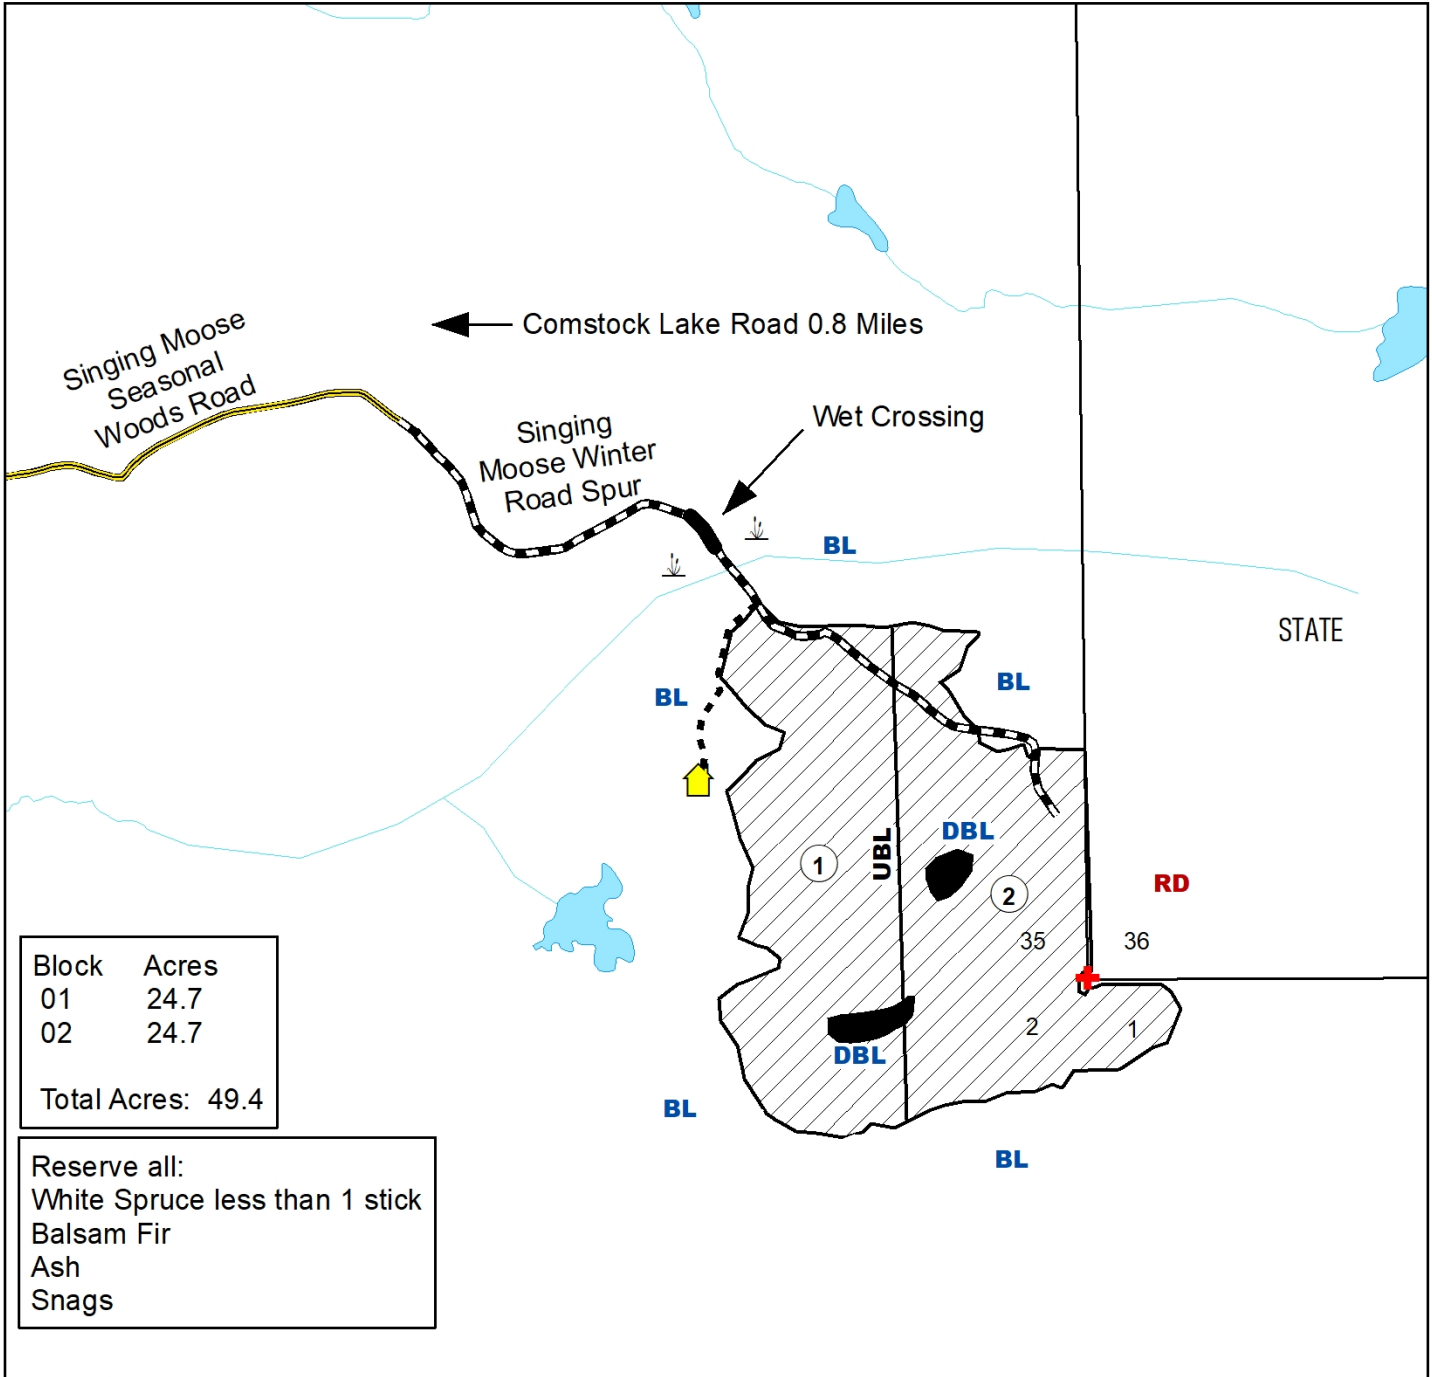 Singing Moose
Seasonal
Woods Road
Comstock Lake Road 0.8 Miles
Wet Crossing
Singing
Moose Winter
Road Spur
BL
STATE
BL
BL
DBL
UBL
1
2
RD
35
36
2
1
DBL
BL
BL
Block Acres
01 24.7
02 24.7
Total Acres: 49.4
Reserve all:
White Spruce less than 1 stick
Balsam Fir
Ash
Snags